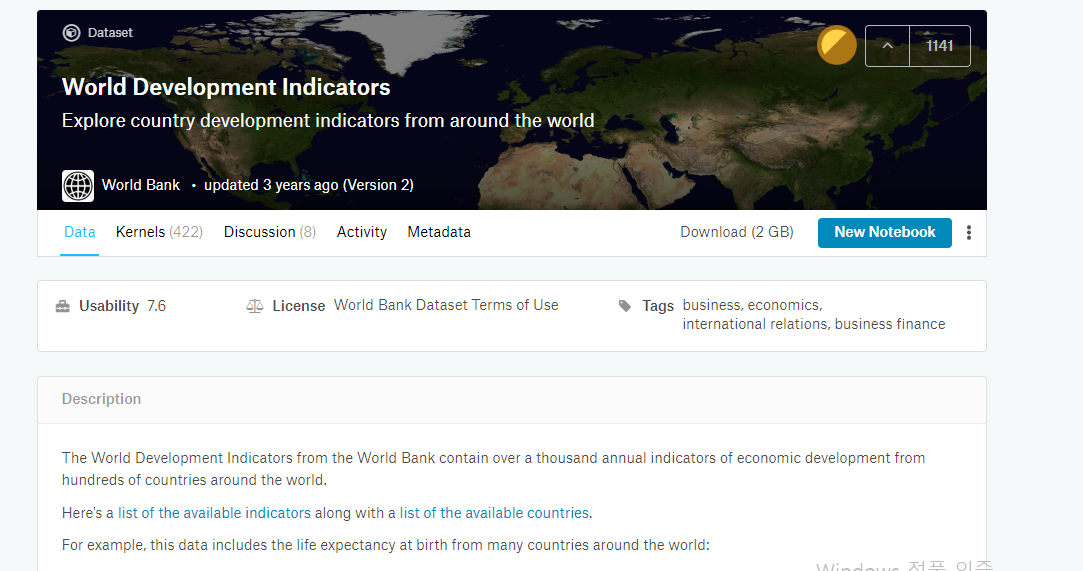 Dataset
1141
World Development Indicators
Explore country development indicators from around the world
World Bank • updated 3 years ago (Version 2)
Data Kernels (422) Discussion (8) Activity Metadata Download (2 GB) New Notebook
Usability 7.6 License World Bank Dataset Terms of Use Tags business, economics,
international relations, business finance
Description
The World Development Indicators from the World Bank contain over a thousand annual indicators of economic development from
hundreds of countries around the world.
Here's a list of the available indicators along with a list of the available countries.
For example, this data includes the life expectancy at birth from many countries around the world:
Windows 정품 인증